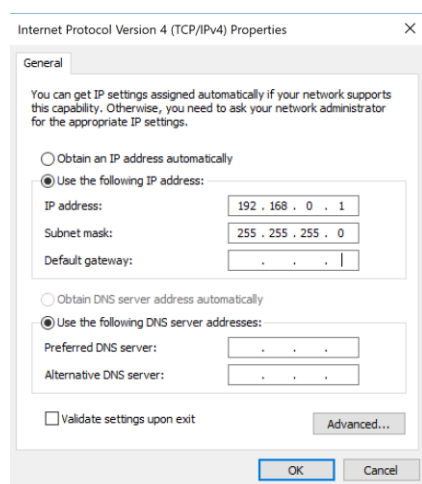 Internet Protocol Version 4 (TCP/IPv4) Properties
General
You can get IP settings assigned automatically if your network supports
this capability. Otherwise, you need to ask your network administrator
for the appropriate IP settings.
Obtain an IP address automatically
Use the following IP address:
IP address: 192 . 168 . 0 . 1
Subnet mask: 255 . 255 . 255 . 0
Default gateway: . . .
Obtain DNS server address automatically
Use the following DNS server addresses:
Preferred DNS server: . . .
Alternative DNS server: . . .
Validate settings upon exit
Advanced...
OK Cancel